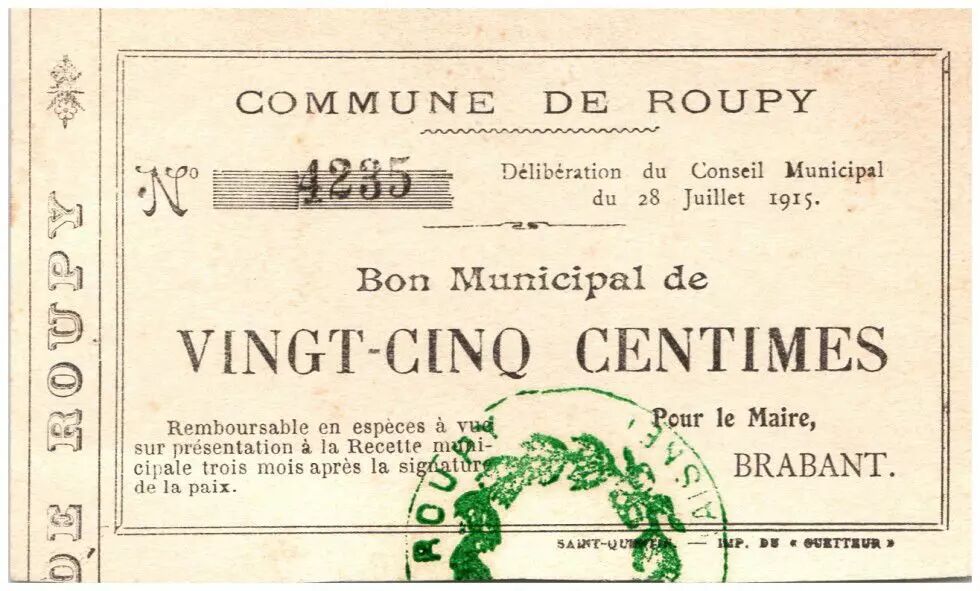 DE ROUPY
COMMUNE DE ROUPY
No 4235
Délibération du Conseil Municipal
du 28 Juillet 1915.
Bon Municipal de
VINGT-CINQ CENTIMES
Remboursable en espèces à vue
sur présentation à la Recette muni-
cipale trois mois après la signature
de la paix.
Pour le Maire,
BRABANT.
ROUPY
SAINT-QUENTIN — IMP. DU « GUETTEUR »